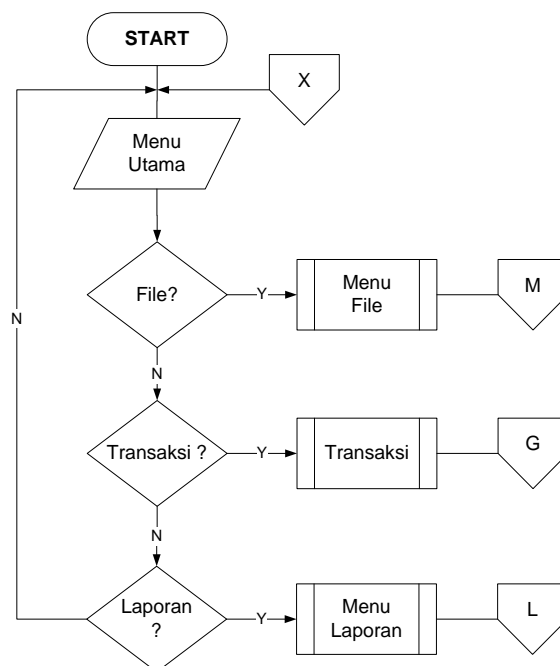 START
X
Menu
Utama
File?
Y
Menu
File
M
N
N
Transaksi ?
Y
Transaksi
G
N
Laporan
?
Y
Menu
Laporan
L